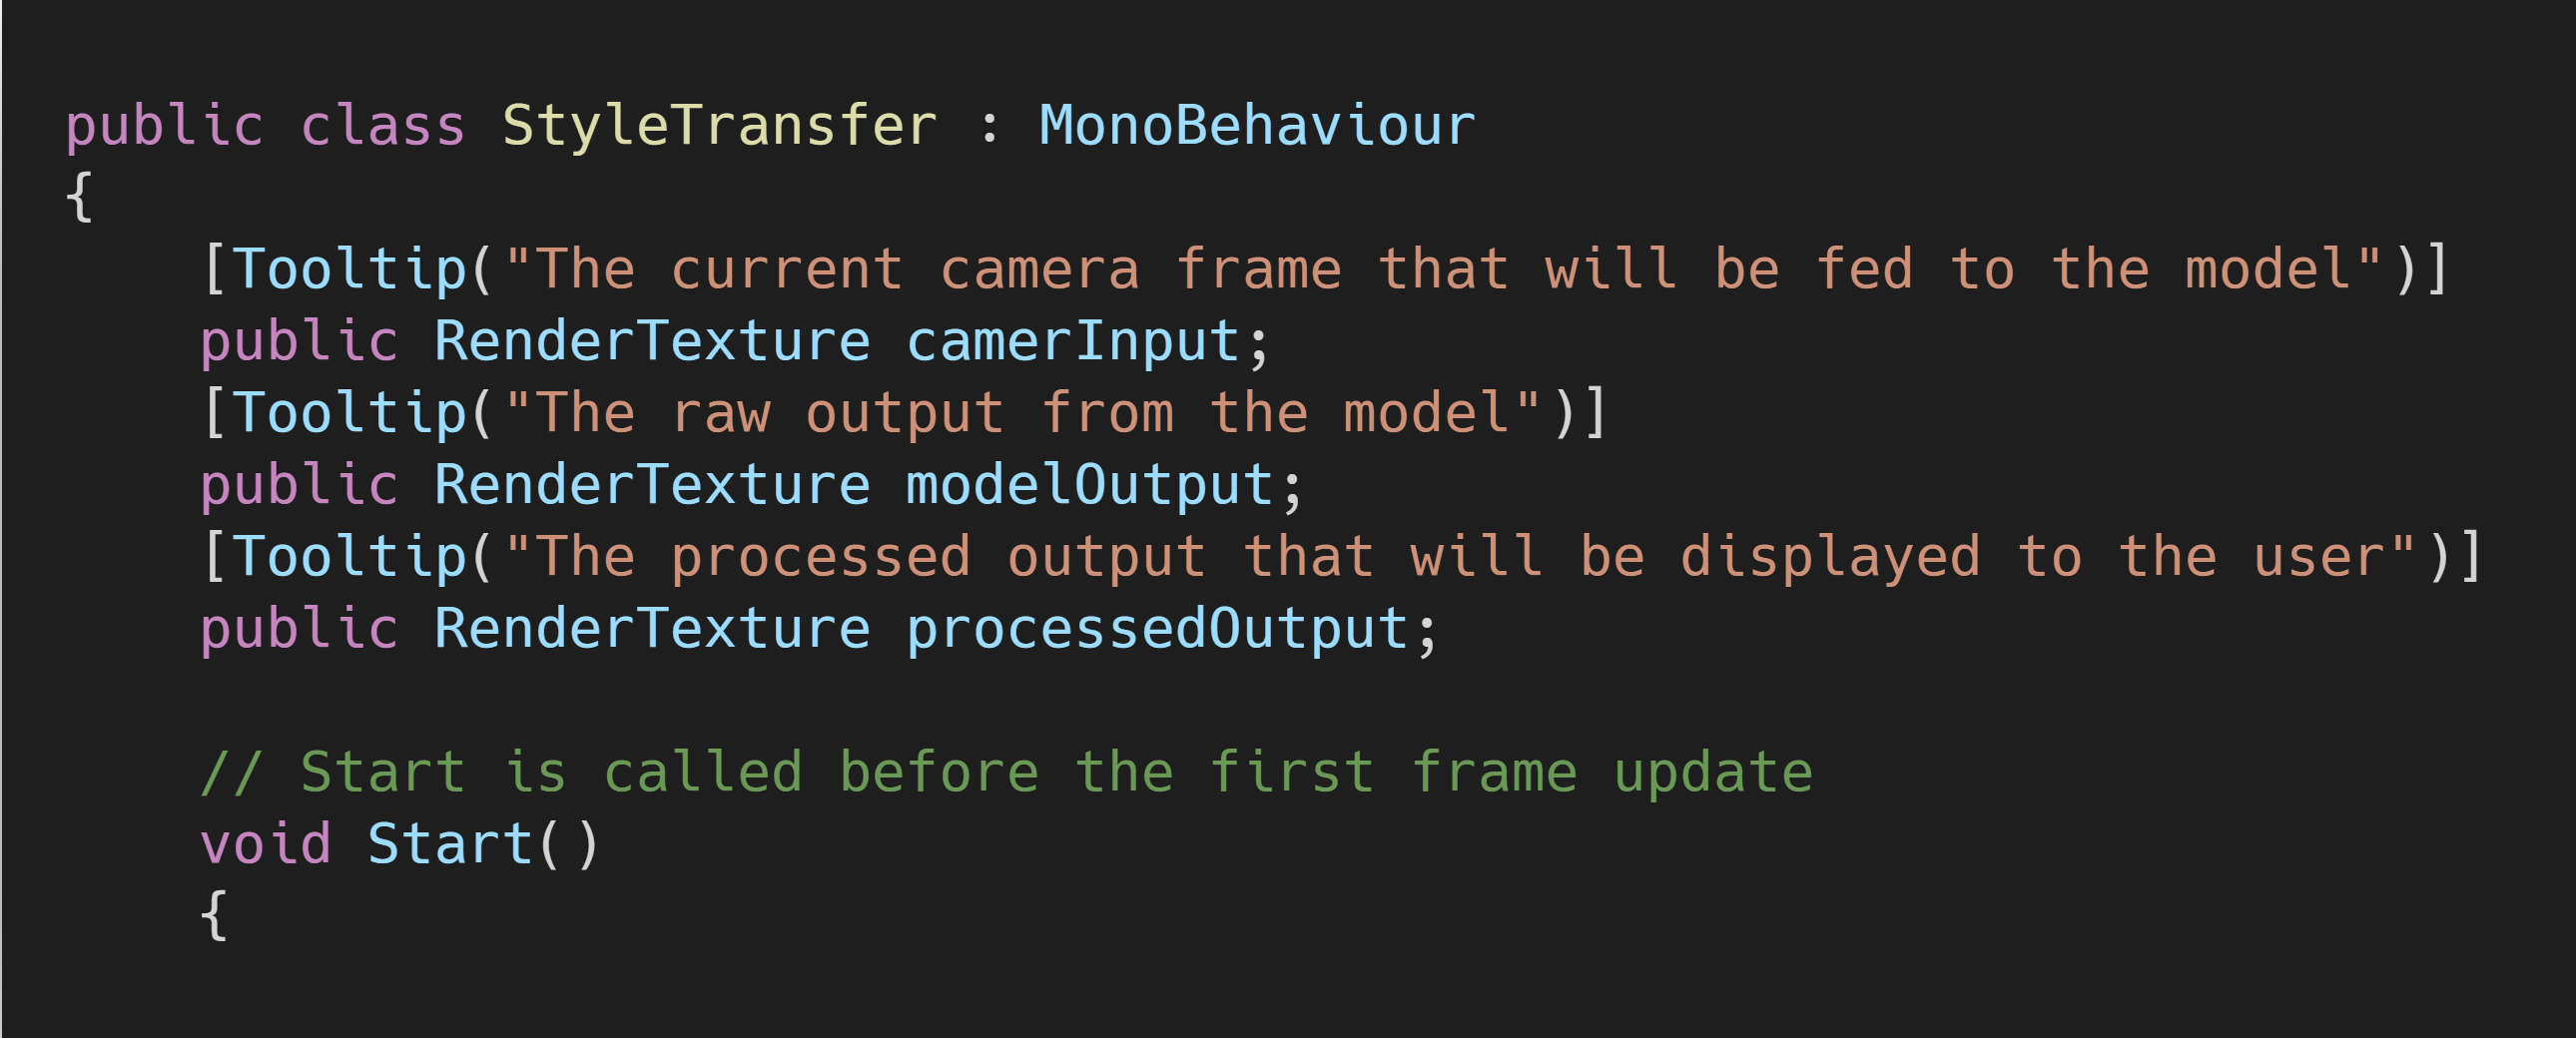 public class StyleTransfer : MonoBehaviour
{
    [Tooltip("The current camera frame that will be fed to the model")]
    public RenderTexture camerInput;
    [Tooltip("The raw output from the model")]
    public RenderTexture modelOutput;
    [Tooltip("The processed output that will be displayed to the user")]
    public RenderTexture processedOutput;

    // Start is called before the first frame update
    void Start()
    {